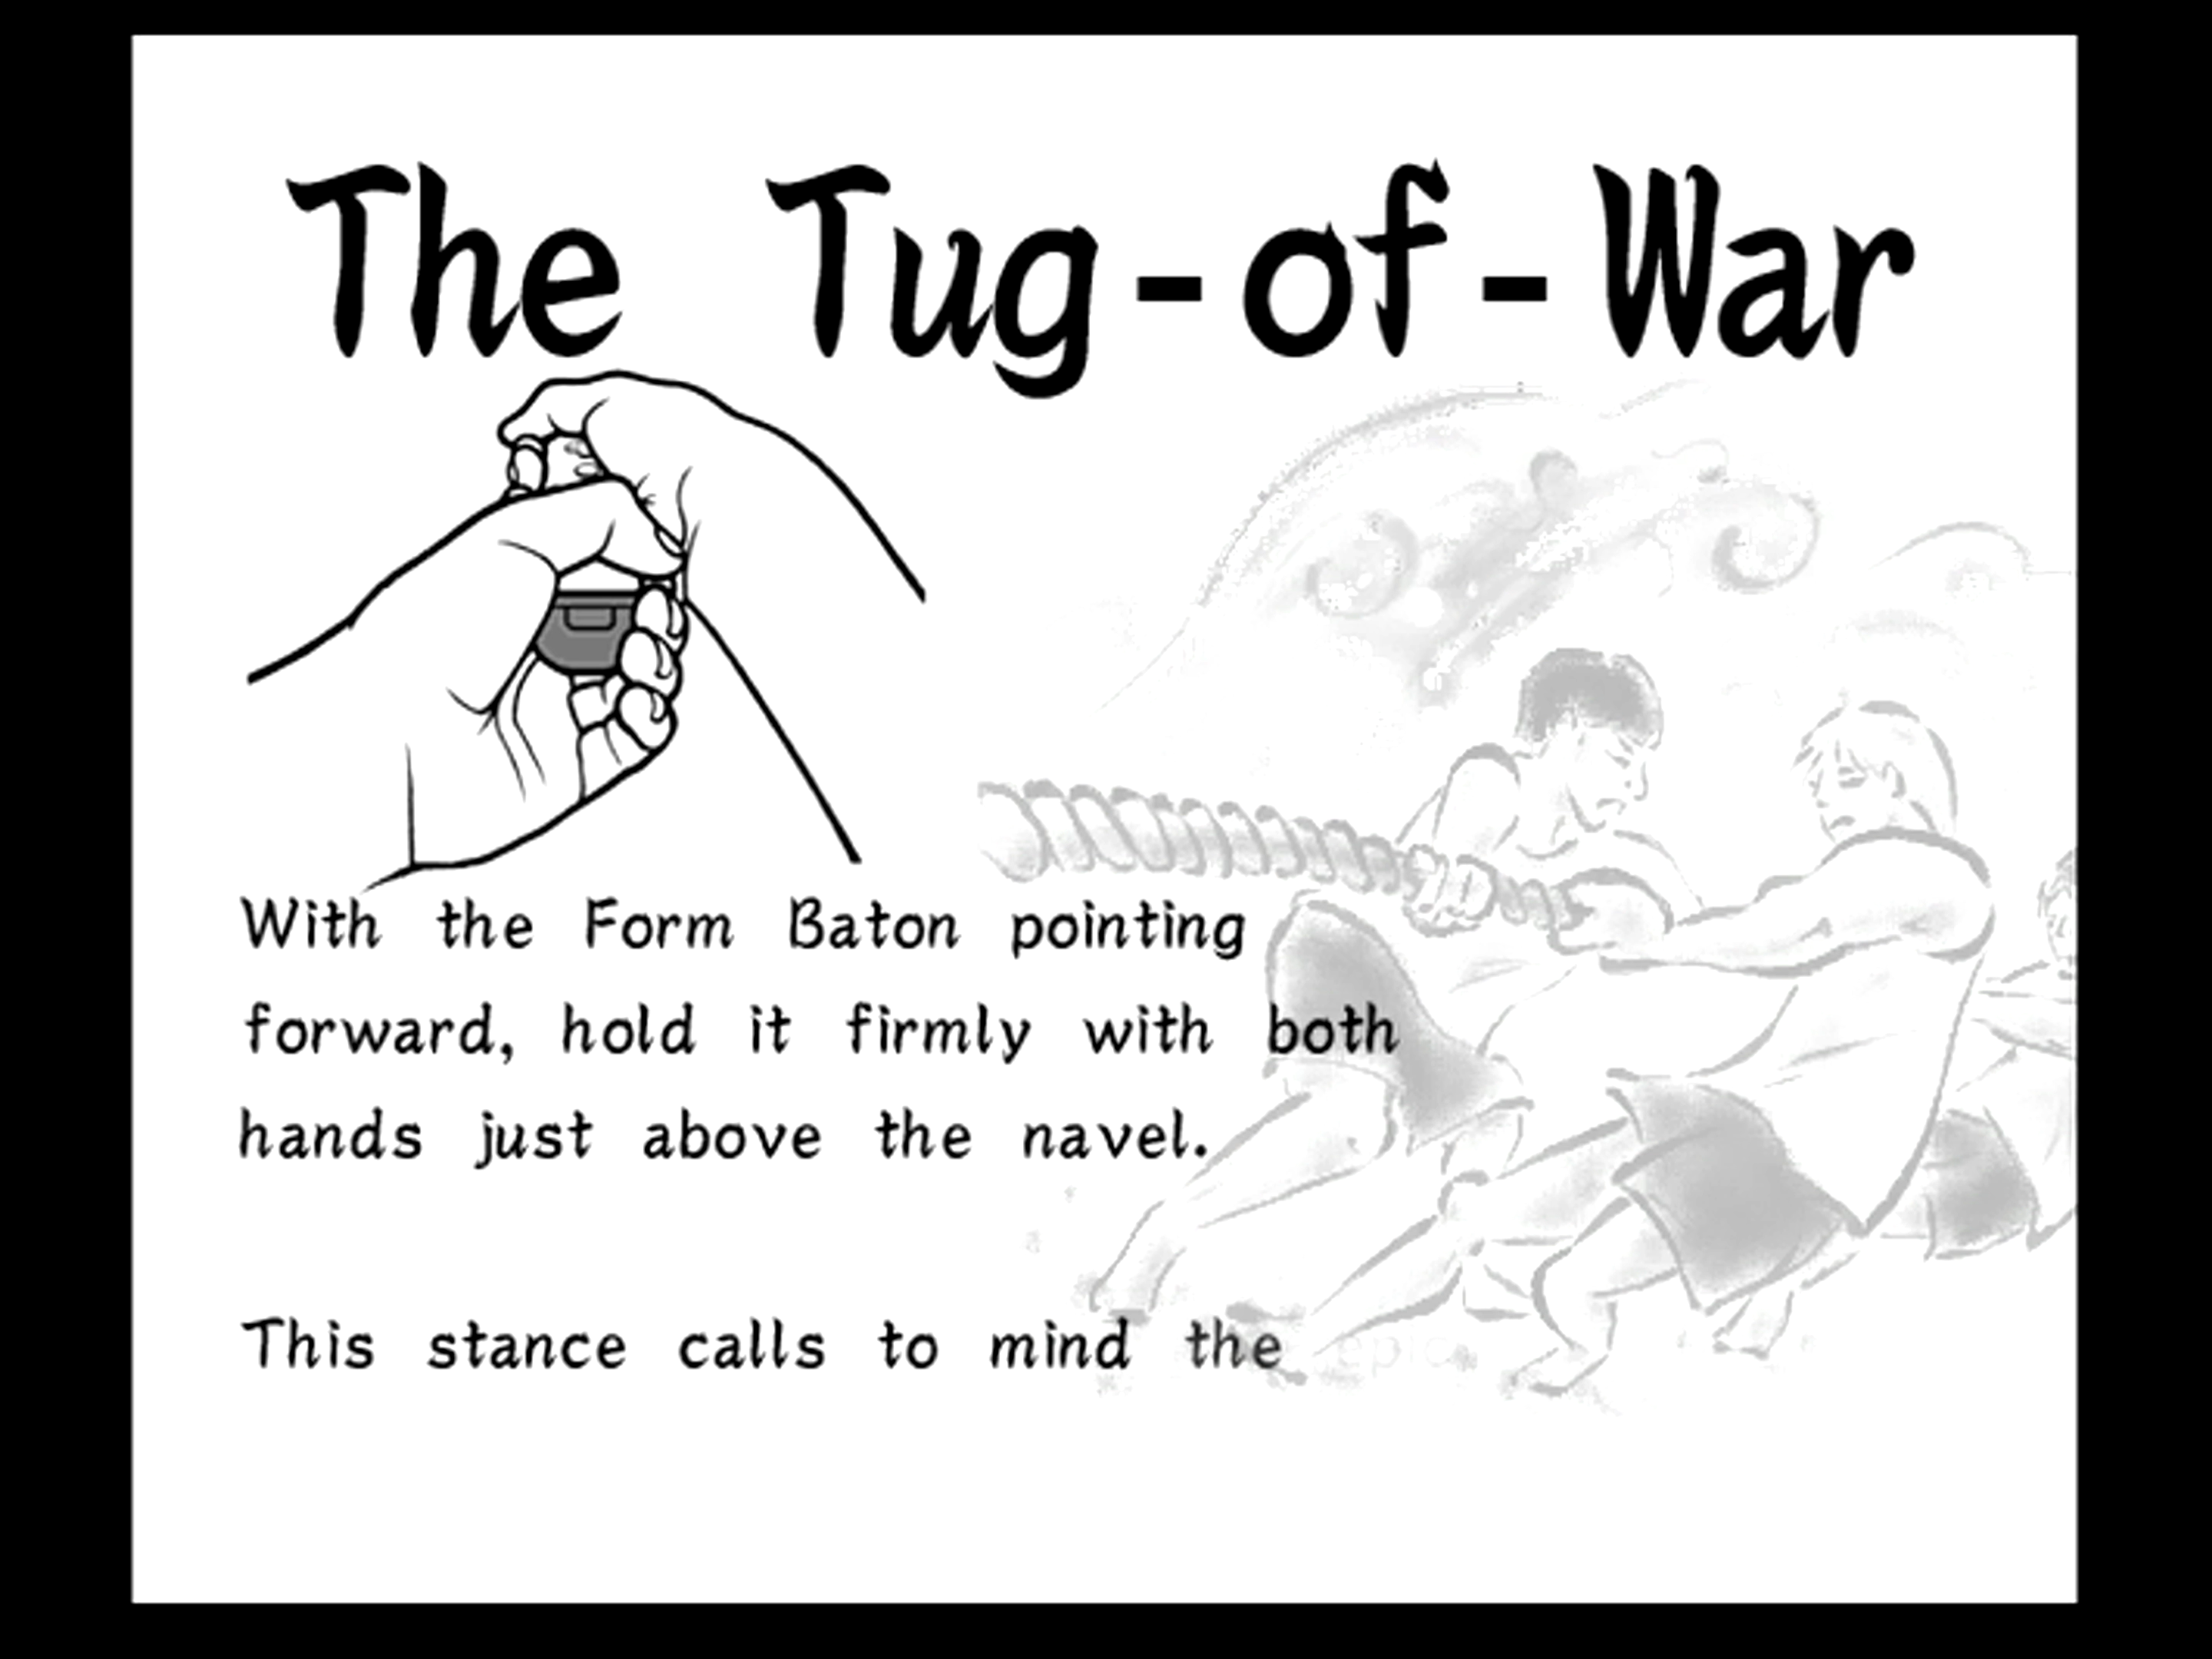 The Tug-of-War
With the Form Baton pointing
forward, hold it firmly with both
hands just above the navel.
This stance calls to mind the epic